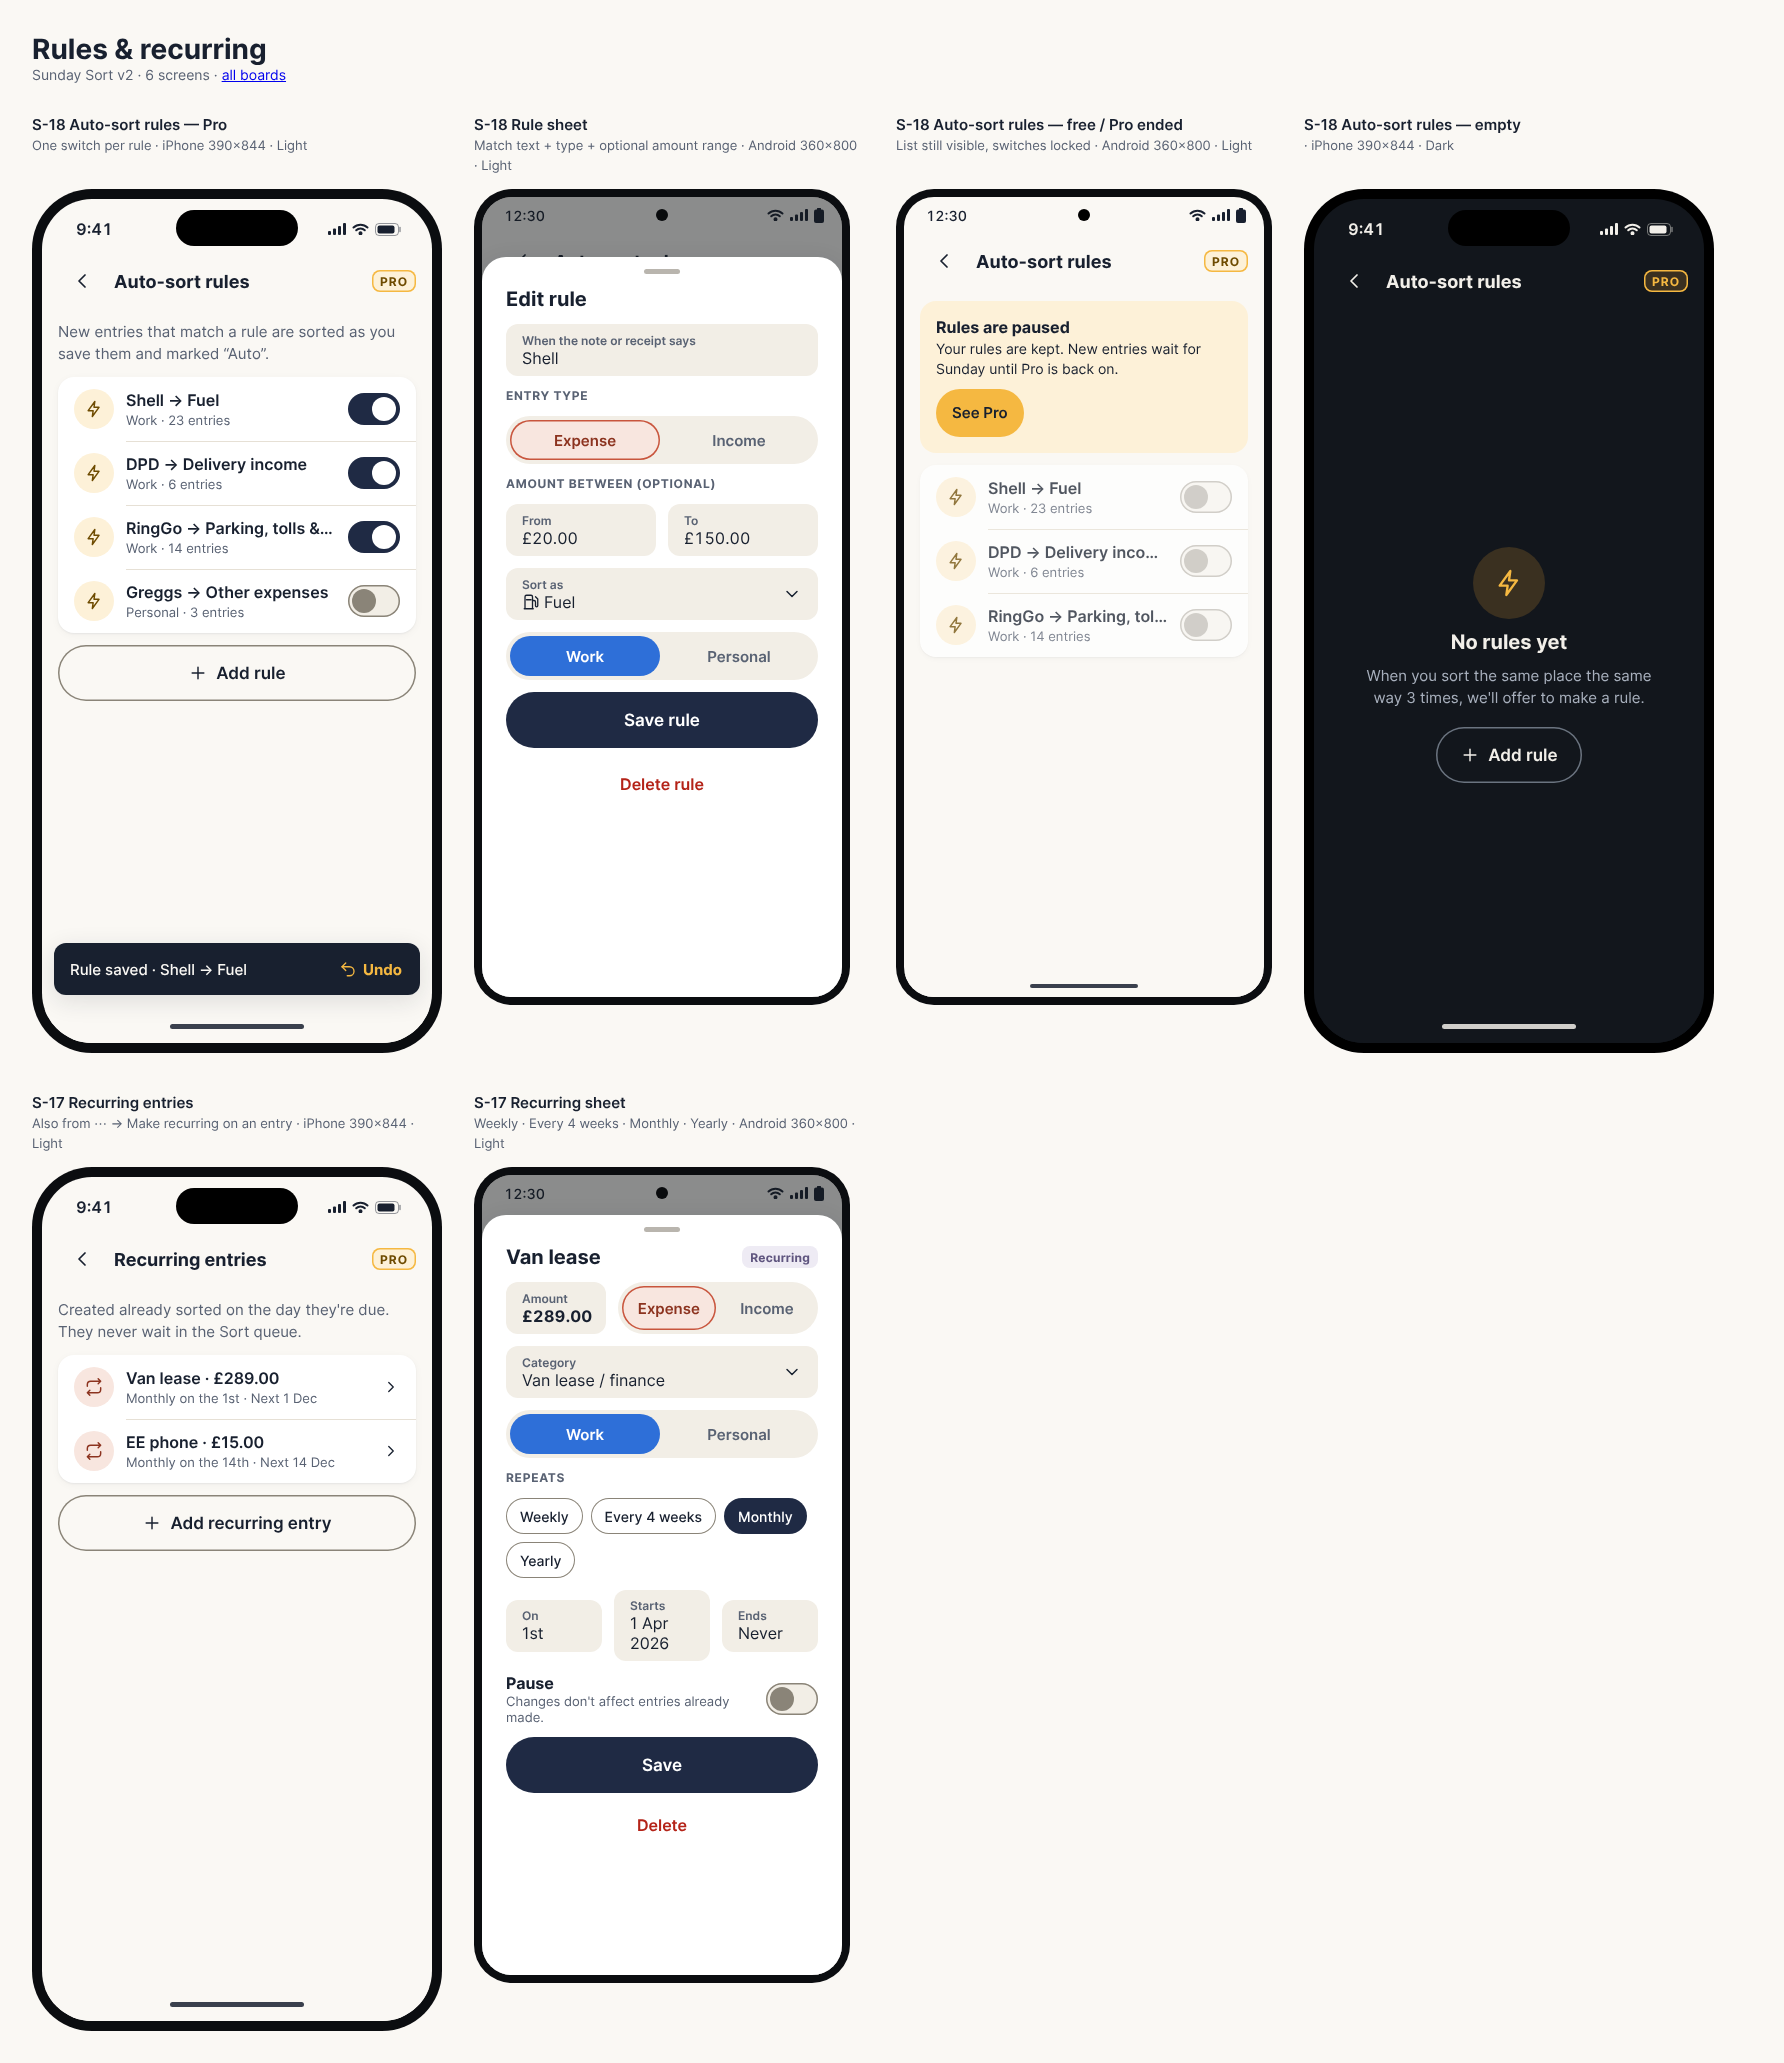 Rules & recurring
Sunday Sort v2 · 6 screens · all boards
S-18 Auto-sort rules — Pro
One switch per rule · iPhone 390×844 · Light
9:41
Auto-sort rules
PRO
New entries that match a rule are sorted as you
save them and marked “Auto”.
Shell → Fuel
Work · 23 entries
DPD → Delivery income
Work · 6 entries
RingGo → Parking, tolls &...
Work · 14 entries
Greggs → Other expenses
Personal · 3 entries
+ Add rule
Rule saved · Shell → Fuel
Undo
S-18 Rule sheet
Match text + type + optional amount range · Android 360×800
· Light
12:30
Edit rule
When the note or receipt says
Shell
ENTRY TYPE
Expense
Income
AMOUNT BETWEEN (OPTIONAL)
From
£20.00
To
£150.00
Sort as
Fuel
Work
Personal
Save rule
Delete rule
S-18 Auto-sort rules — free / Pro ended
List still visible, switches locked · Android 360×800 · Light
12:30
Auto-sort rules
PRO
Rules are paused
Your rules are kept. New entries wait for
Sunday until Pro is back on.
See Pro
Shell → Fuel
Work · 23 entries
DPD → Delivery inco...
Work · 6 entries
RingGo → Parking, tol...
Work · 14 entries
S-18 Auto-sort rules — empty
· iPhone 390×844 · Dark
9:41
Auto-sort rules
PRO
No rules yet
When you sort the same place the same
way 3 times, we'll offer to make a rule.
+ Add rule
S-17 Recurring entries
Also from ··· → Make recurring on an entry · iPhone 390×844 ·
Light
9:41
Recurring entries
PRO
Created already sorted on the day they're due.
They never wait in the Sort queue.
Van lease · £289.00
Monthly on the 1st · Next 1 Dec
EE phone · £15.00
Monthly on the 14th · Next 14 Dec
+ Add recurring entry
S-17 Recurring sheet
Weekly · Every 4 weeks · Monthly · Yearly · Android 360×800 ·
Light
12:30
Van lease
Recurring
Amount
£289.00
Expense
Income
Category
Van lease / finance
Work
Personal
REPEATS
Weekly
Every 4 weeks
Monthly
Yearly
On
1st
Starts
1 Apr
2026
Ends
Never
Pause
Changes don't affect entries already
made.
Save
Delete